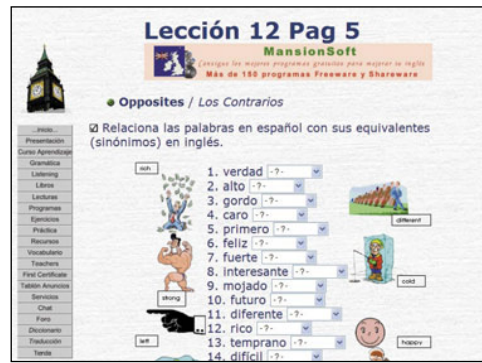 Lección 12 Pag 5
MansionSoft
Consigue los mejores programas gratuitos para mejorar tu inglés
Más de 150 programas Freeware y Shareware
Opposites / Los Contrarios
Relaciona las palabras en español con sus equivalentes
(sinónimos) en inglés.
...Inicio...
Presentación
Curso Aprendizaje
Gramática
Listening
Libros
Lecturas
Programas
Ejercicios
Práctica
Recursos
Vocabulario
Teachers
First Certificate
Tablón Anuncios
Servicios
Chat
Foro
Diccionario
Traducción
Tienda
rich
strong
left
1. verdad -?-
2. alto -?-
3. gordo -?-
4. caro -?-
5. primero -?-
6. feliz -?-
7. fuerte -?-
8. interesante -?-
9. mojado -?-
10. futuro -?-
11. diferente -?-
12. rico -?-
13. temprano -?-
14. difícil -?-
different
cold
happy